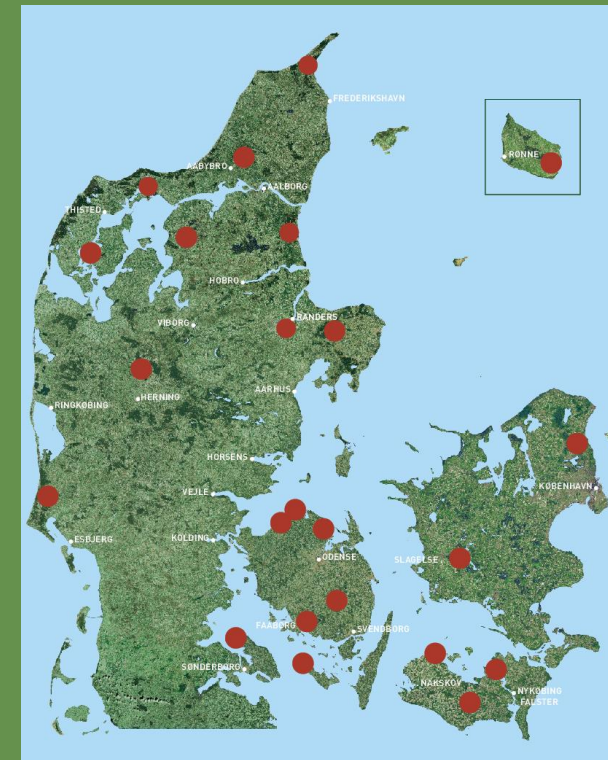 FREDERIKSHAVN
RØNNE
AABYBRO
AALBORG
THISTED
HOBRO
RANDERS
VIBORG
AARHUS
HERNING
RINGKØBING
HORSENS
VEJLE
KØBENHAVN
ESBJERG
KOLDING
ODENSE
SLAGELSE
FAABORG
SVENDBORG
SØNDERBORG
NAKSKOV
NYKØBING
FALSTER